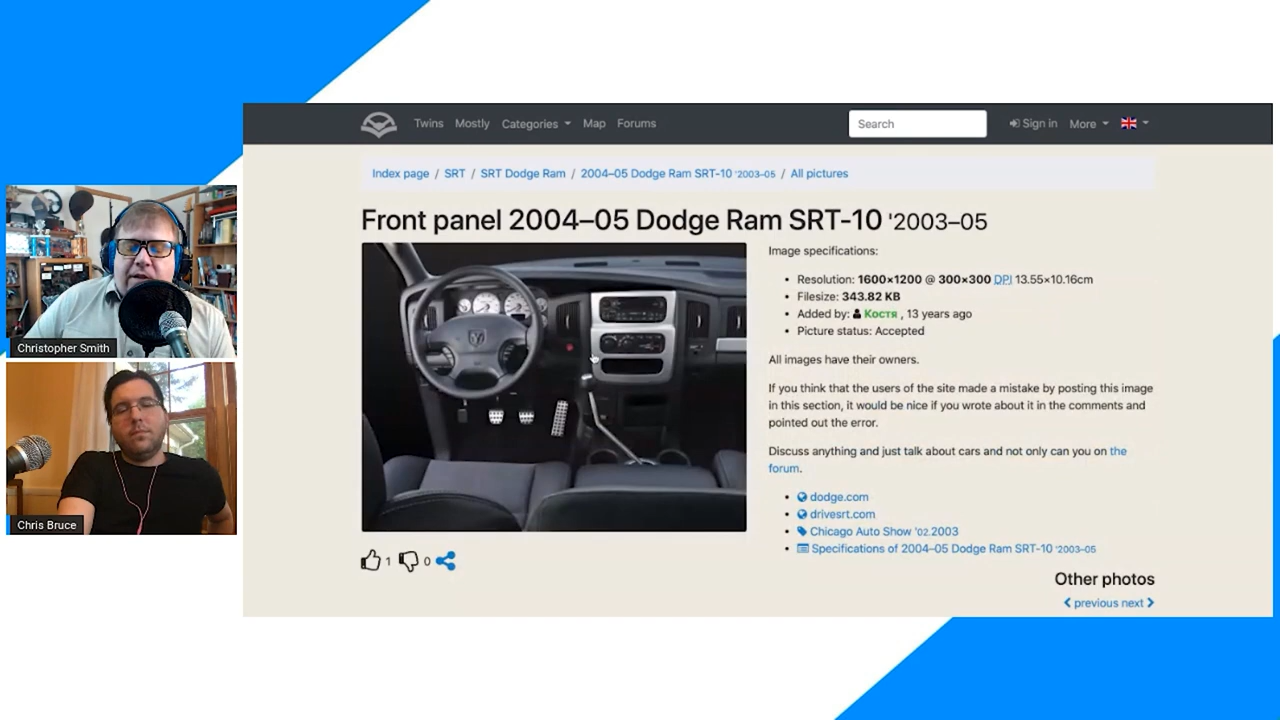 Twins Mostly Categories Map Forums Search Sign in More
Index page / SRT / SRT Dodge Ram / 2004–05 Dodge Ram SRT-10 '2003–05 / All pictures
Front panel 2004–05 Dodge Ram SRT-10 '2003–05
Image specifications:
Resolution: 1600×1200 @ 300×300 DPI 13.55×10.16cm
Filesize: 343.82 KB
Added by: Костя , 13 years ago
Picture status: Accepted
All images have their owners.
If you think that the users of the site made a mistake by posting this image
in this section, it would be nice if you wrote about it in the comments and
pointed out the error.
Discuss anything and just talk about cars and not only can you on the
forum.
dodge.com
drivesrt.com
Chicago Auto Show '02.2003
Specifications of 2004–05 Dodge Ram SRT-10 '2003–05
1 0
Other photos
previous next
Christopher Smith
Chris Bruce